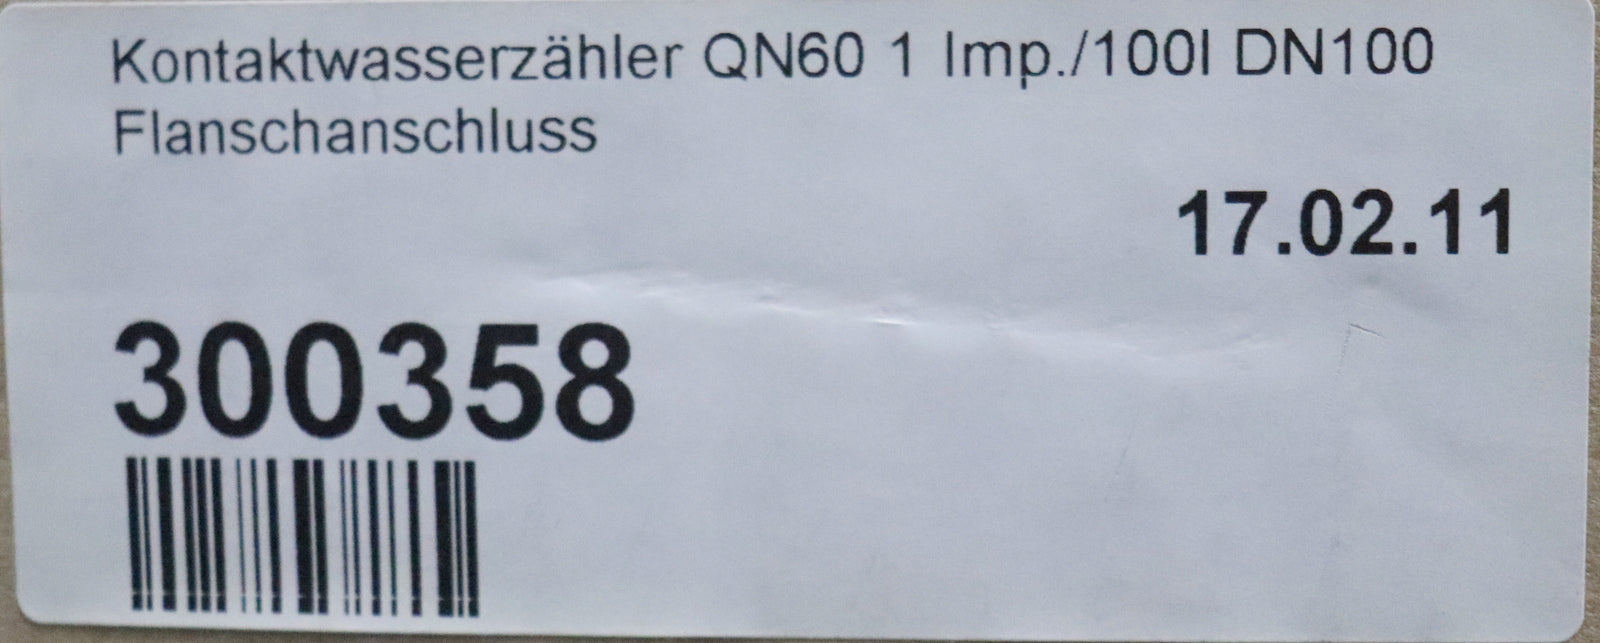 Kontaktwasserzähler QN60 1 Imp./100l DN100
Flanschanschluss
17.02.11
300358